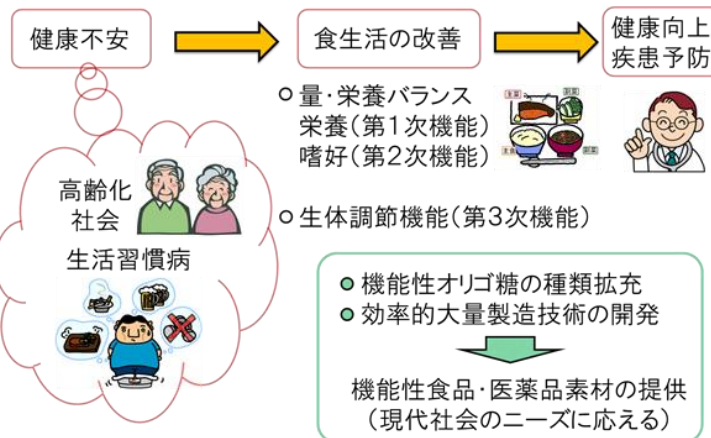 健康不安
食生活の改善
健康向上
疾患予防
○ 量・栄養バランス
栄養(第1次機能)
嗜好(第2次機能)
○ 生体調節機能(第3次機能)
高齢化
社会
生活習慣病
機能性オリゴ糖の種類拡充
効率的大量製造技術の開発
機能性食品・医薬品素材の提供
(現代社会のニーズに応える)